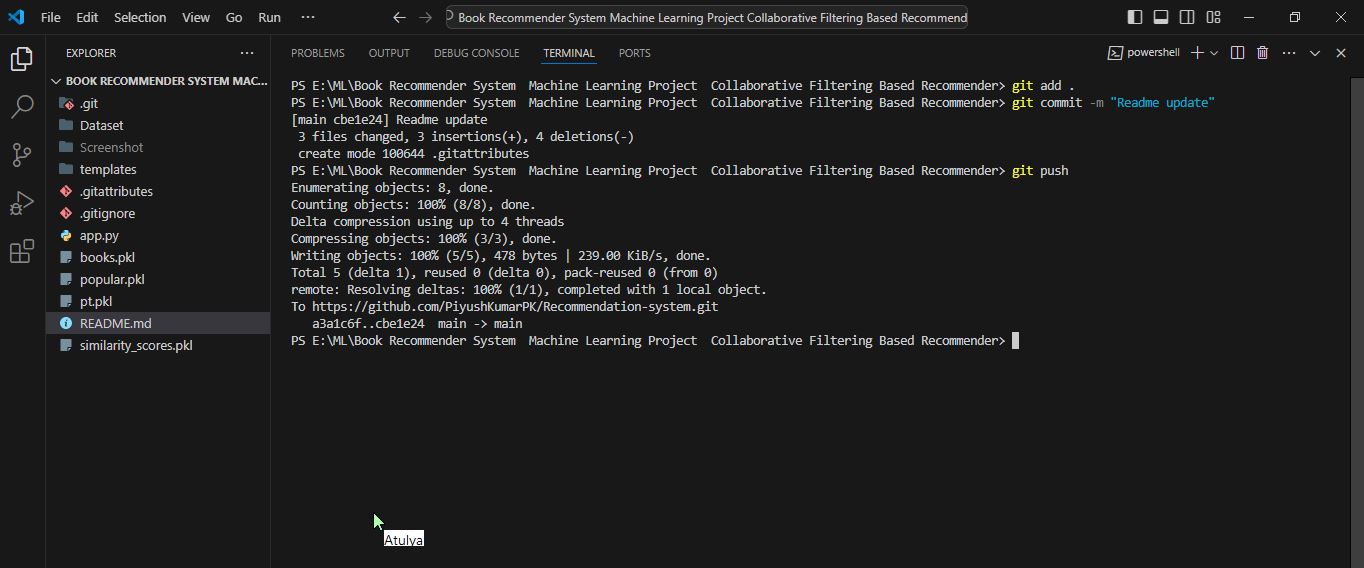 File Edit Selection View Go Run ···
Book Recommender System Machine Learning Project Collaborative Filtering Based Recommend
EXPLORER
BOOK RECOMMENDER SYSTEM MAC...
.git
Dataset
Screenshot
templates
.gitattributes
.gitignore
app.py
books.pkl
popular.pkl
pt.pkl
README.md
similarity_scores.pkl
PROBLEMS OUTPUT DEBUG CONSOLE TERMINAL PORTS
powershell
PS E:\ML\Book Recommender System  Machine Learning Project  Collaborative Filtering Based Recommender> git add .
PS E:\ML\Book Recommender System  Machine Learning Project  Collaborative Filtering Based Recommender> git commit -m "Readme update"
[main cbe1e24] Readme update
 3 files changed, 3 insertions(+), 4 deletions(-)
 create mode 100644 .gitattributes
PS E:\ML\Book Recommender System  Machine Learning Project  Collaborative Filtering Based Recommender> git push
Enumerating objects: 8, done.
Counting objects: 100% (8/8), done.
Delta compression using up to 4 threads
Compressing objects: 100% (3/3), done.
Writing objects: 100% (5/5), 478 bytes | 239.00 KiB/s, done.
Total 5 (delta 1), reused 0 (delta 0), pack-reused 0 (from 0)
remote: Resolving deltas: 100% (1/1), completed with 1 local object.
To https://github.com/PiyushKumarPK/Recommendation-system.git
   a3a1c6f..cbe1e24  main -> main
PS E:\ML\Book Recommender System  Machine Learning Project  Collaborative Filtering Based Recommender>
Atulya